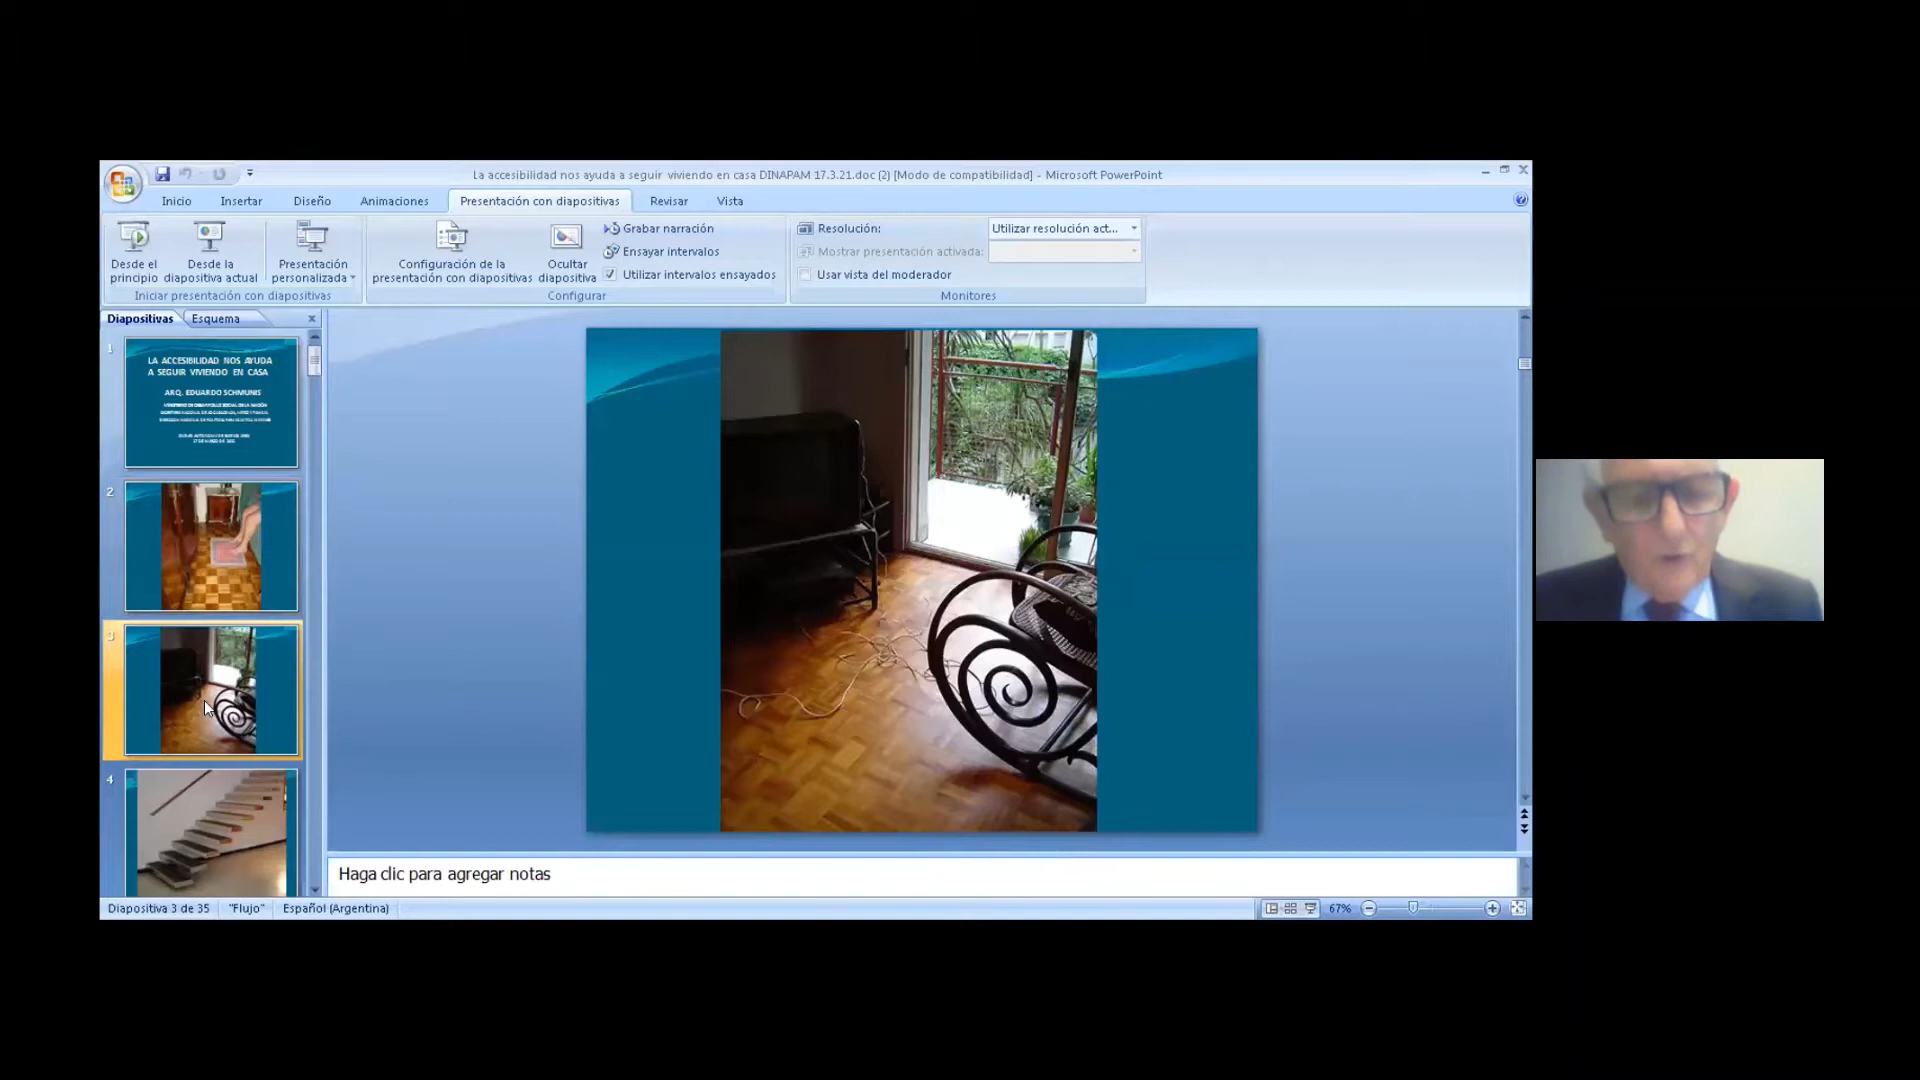 La accesibilidad nos ayuda a seguir viviendo en casa DINAPAM 17.3.21.doc (2) [Modo de compatibilidad] - Microsoft PowerPoint
Inicio Insertar Diseño Animaciones Presentación con diapositivas Revisar Vista
Desde el principio
Desde la diapositiva actual
Presentación personalizada
Iniciar presentación con diapositivas
Configuración de la presentación con diapositivas
Ocultar diapositiva
Grabar narración
Ensayar intervalos
Utilizar intervalos ensayados
Configurar
Resolución: Utilizar resolución act...
Mostrar presentación activada:
Usar vista del moderador
Monitores
Diapositivas Esquema
1
LA ACCESIBILIDAD NOS AYUDA
A SEGUIR VIVIENDO EN CASA
ARQ. EDUARDO SCHMUNIS
2
3
4
Haga clic para agregar notas
Diapositiva 3 de 35 "Flujo" Español (Argentina) 67%